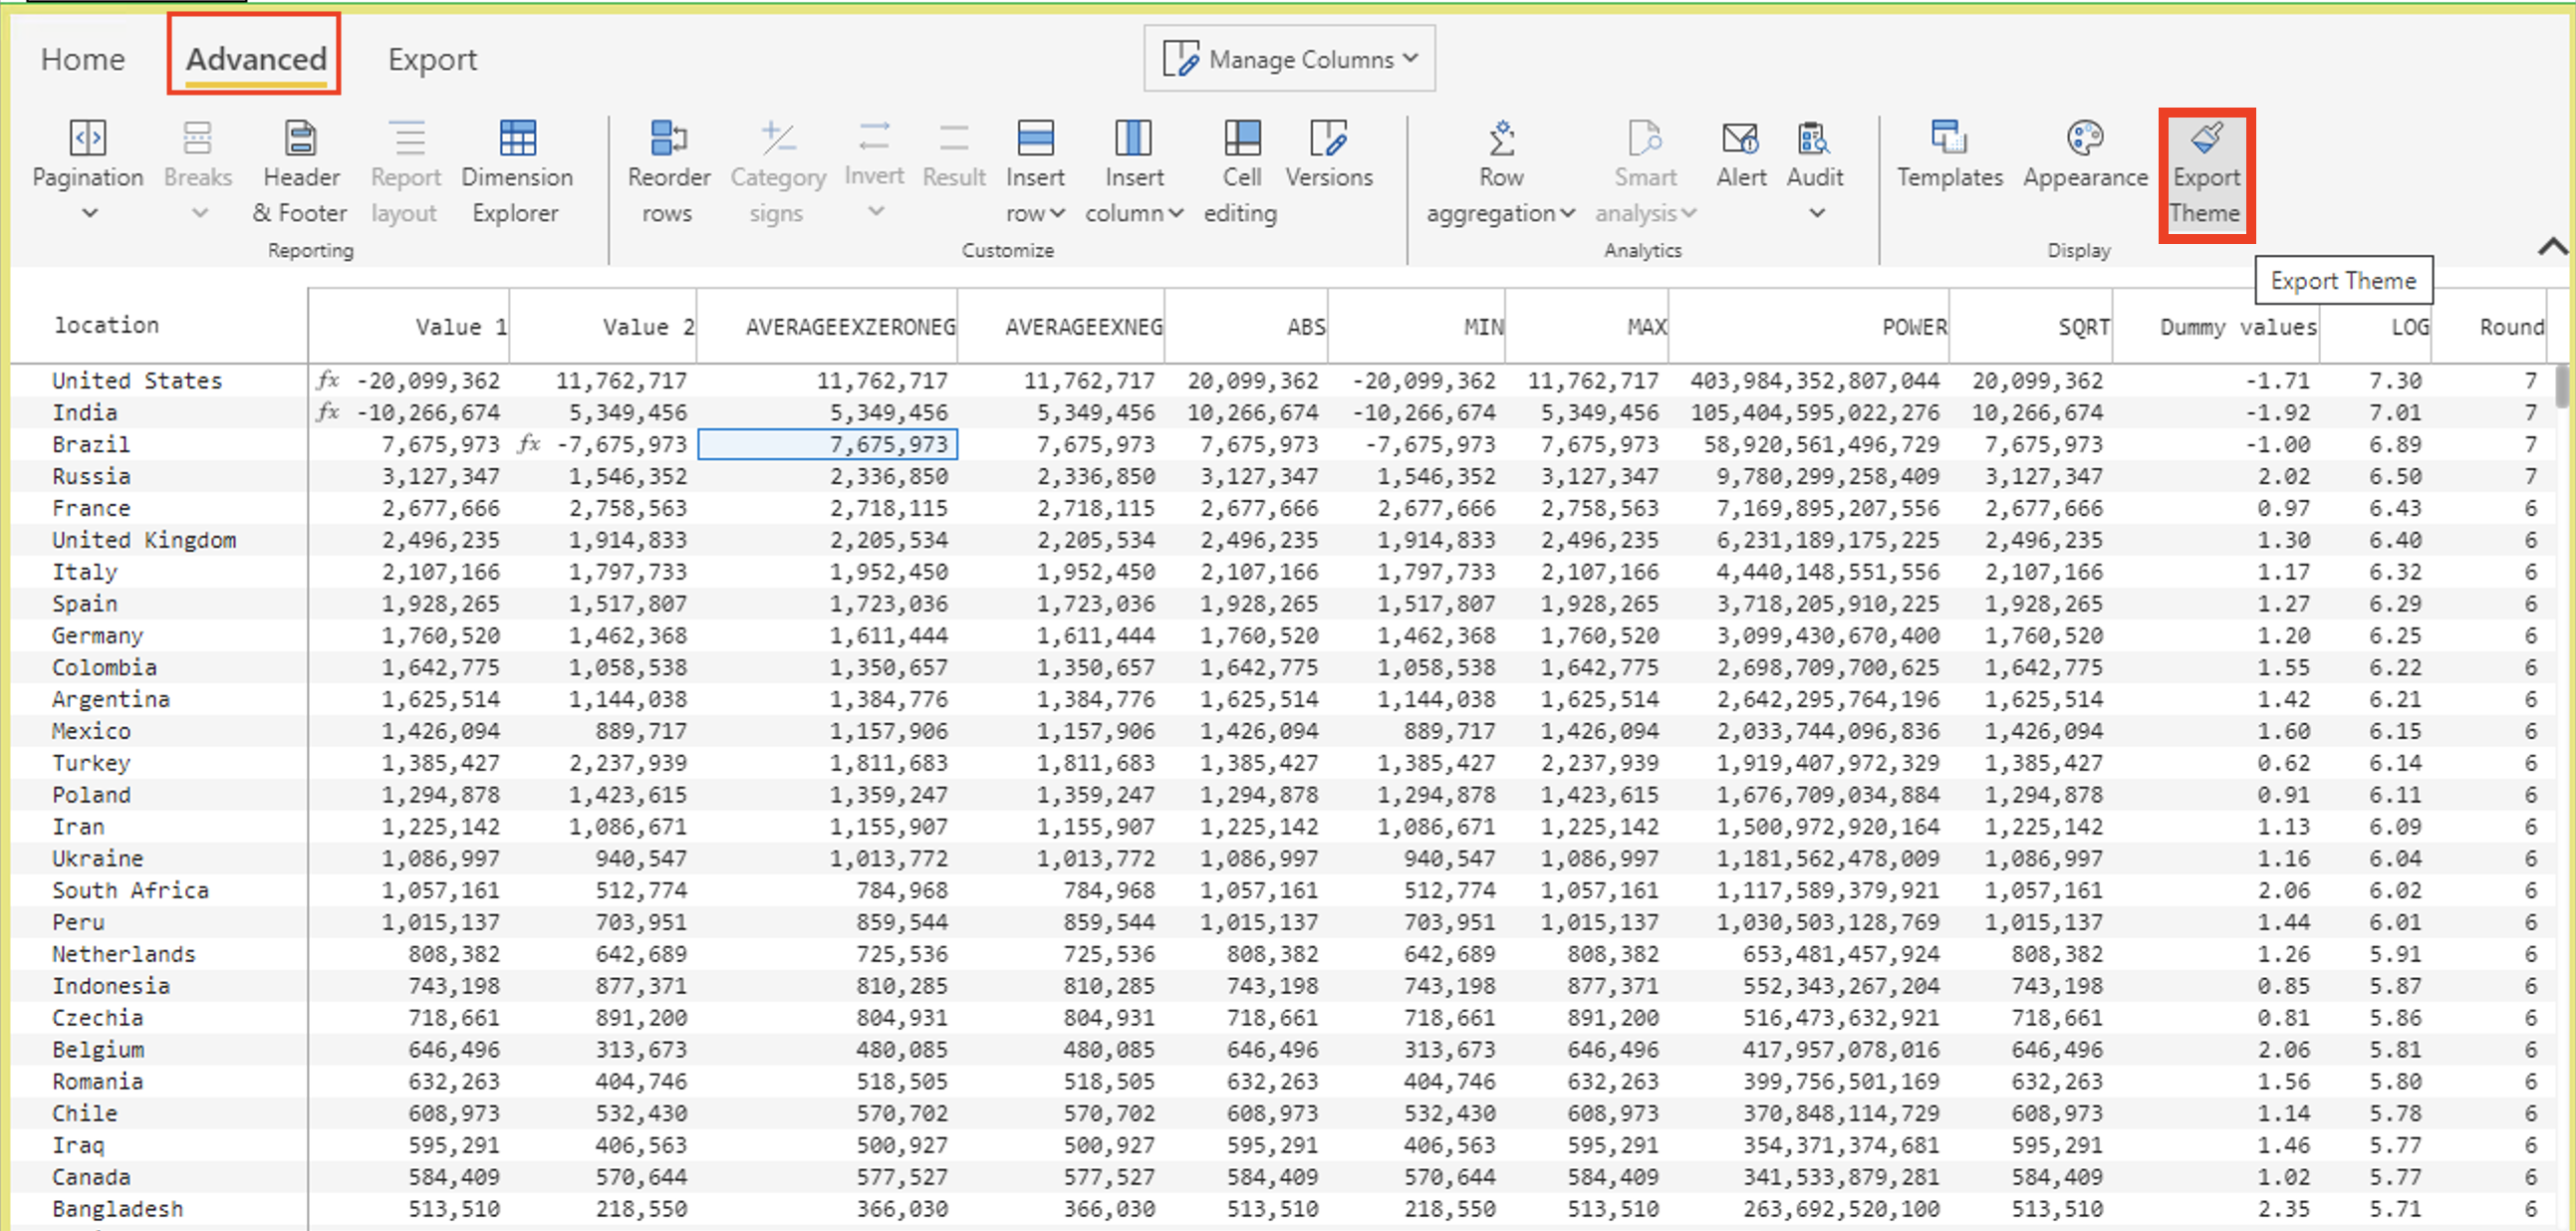 Home Advanced Export Manage Columns
Pagination Breaks Header & Footer Report layout Dimension Explorer Reorder rows Category signs Invert Result Insert row Insert column Cell editing Versions Row aggregation Smart analysis Alert Audit Templates Appearance Export Theme
Reporting Customize Analytics Display
Export Theme
location Value 1 Value 2 AVERAGEEXZERONEG AVERAGEEXNEG ABS MIN MAX POWER SQRT Dummy values LOG Round
United States fx -20,099,362 11,762,717 11,762,717 11,762,717 20,099,362 -20,099,362 11,762,717 403,984,352,807,044 20,099,362 -1.71 7.30 7
India fx -10,266,674 5,349,456 5,349,456 5,349,456 10,266,674 -10,266,674 5,349,456 105,404,595,022,276 10,266,674 -1.92 7.01 7
Brazil 7,675,973 fx -7,675,973 7,675,973 7,675,973 7,675,973 -7,675,973 7,675,973 58,920,561,496,729 7,675,973 -1.00 6.89 7
Russia 3,127,347 1,546,352 2,336,850 2,336,850 3,127,347 1,546,352 3,127,347 9,780,299,258,409 3,127,347 2.02 6.50 7
France 2,677,666 2,758,563 2,718,115 2,718,115 2,677,666 2,677,666 2,758,563 7,169,895,207,556 2,677,666 0.97 6.43 6
United Kingdom 2,496,235 1,914,833 2,205,534 2,205,534 2,496,235 1,914,833 2,496,235 6,231,189,175,225 2,496,235 1.30 6.40 6
Italy 2,107,166 1,797,733 1,952,450 1,952,450 2,107,166 1,797,733 2,107,166 4,440,148,551,556 2,107,166 1.17 6.32 6
Spain 1,928,265 1,517,807 1,723,036 1,723,036 1,928,265 1,517,807 1,928,265 3,718,205,910,225 1,928,265 1.27 6.29 6
Germany 1,760,520 1,462,368 1,611,444 1,611,444 1,760,520 1,462,368 1,760,520 3,099,430,670,400 1,760,520 1.20 6.25 6
Colombia 1,642,775 1,058,538 1,350,657 1,350,657 1,642,775 1,058,538 1,642,775 2,698,709,700,625 1,642,775 1.55 6.22 6
Argentina 1,625,514 1,144,038 1,384,776 1,384,776 1,625,514 1,144,038 1,625,514 2,642,295,764,196 1,625,514 1.42 6.21 6
Mexico 1,426,094 889,717 1,157,906 1,157,906 1,426,094 889,717 1,426,094 2,033,744,096,836 1,426,094 1.60 6.15 6
Turkey 1,385,427 2,237,939 1,811,683 1,811,683 1,385,427 1,385,427 2,237,939 1,919,407,972,329 1,385,427 0.62 6.14 6
Poland 1,294,878 1,423,615 1,359,247 1,359,247 1,294,878 1,294,878 1,423,615 1,676,709,034,884 1,294,878 0.91 6.11 6
Iran 1,225,142 1,086,671 1,155,907 1,155,907 1,225,142 1,086,671 1,225,142 1,500,972,920,164 1,225,142 1.13 6.09 6
Ukraine 1,086,997 940,547 1,013,772 1,013,772 1,086,997 940,547 1,086,997 1,181,562,478,009 1,086,997 1.16 6.04 6
South Africa 1,057,161 512,774 784,968 784,968 1,057,161 512,774 1,057,161 1,117,589,379,921 1,057,161 2.06 6.02 6
Peru 1,015,137 703,951 859,544 859,544 1,015,137 703,951 1,015,137 1,030,503,128,769 1,015,137 1.44 6.01 6
Netherlands 808,382 642,689 725,536 725,536 808,382 642,689 808,382 653,481,457,924 808,382 1.26 5.91 6
Indonesia 743,198 877,371 810,285 810,285 743,198 743,198 877,371 552,343,267,204 743,198 0.85 5.87 6
Czechia 718,661 891,200 804,931 804,931 718,661 718,661 891,200 516,473,632,921 718,661 0.81 5.86 6
Belgium 646,496 313,673 480,085 480,085 646,496 313,673 646,496 417,957,078,016 646,496 2.06 5.81 6
Romania 632,263 404,746 518,505 518,505 632,263 404,746 632,263 399,756,501,169 632,263 1.56 5.80 6
Chile 608,973 532,430 570,702 570,702 608,973 532,430 608,973 370,848,114,729 608,973 1.14 5.78 6
Iraq 595,291 406,563 500,927 500,927 595,291 406,563 595,291 354,371,374,681 595,291 1.46 5.77 6
Canada 584,409 570,644 577,527 577,527 584,409 570,644 584,409 341,533,879,281 584,409 1.02 5.77 6
Bangladesh 513,510 218,550 366,030 366,030 513,510 218,550 513,510 263,692,520,100 513,510 2.35 5.71 6